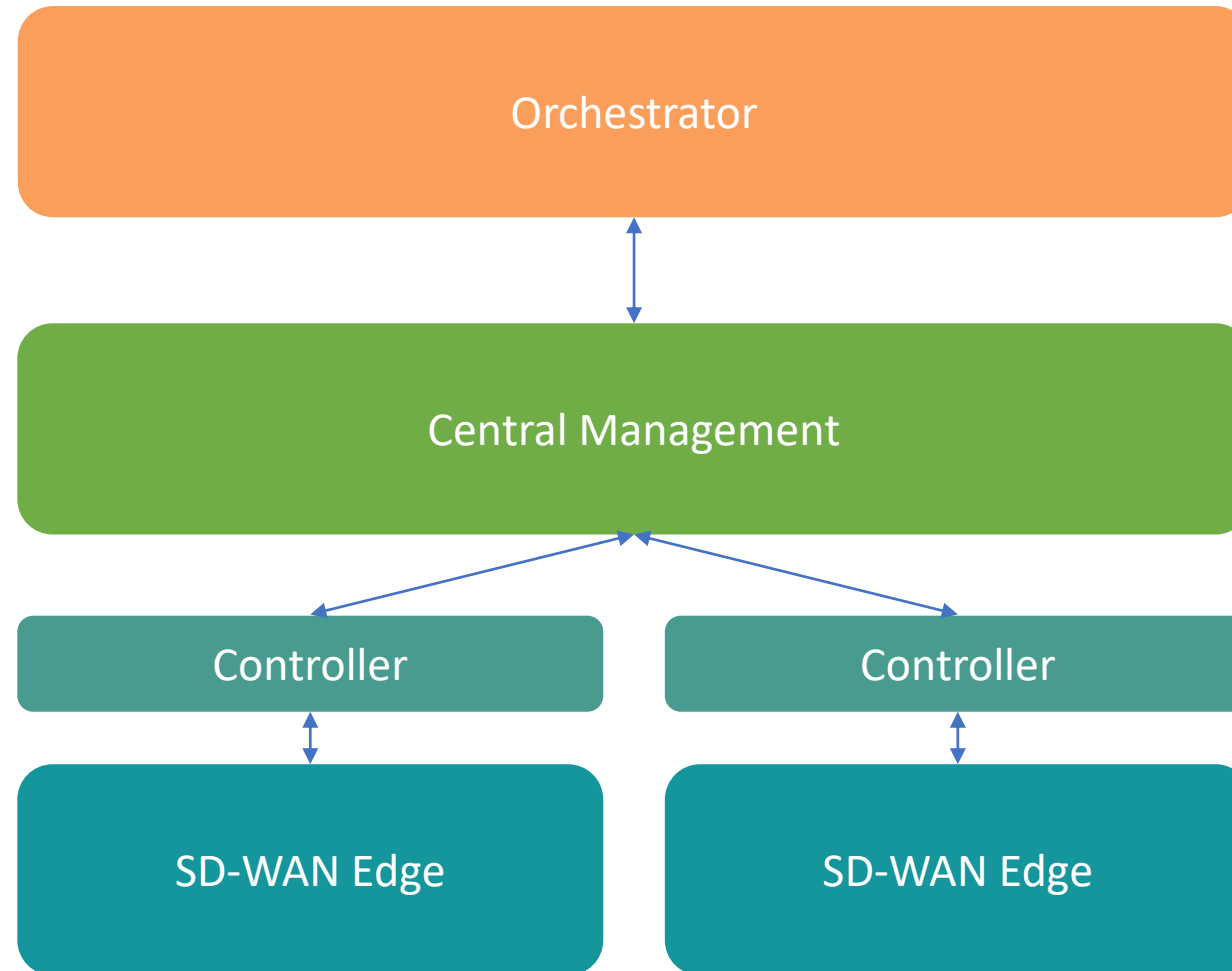 Orchestrator
Central Management
Controller
Controller
SD-WAN Edge
SD-WAN Edge